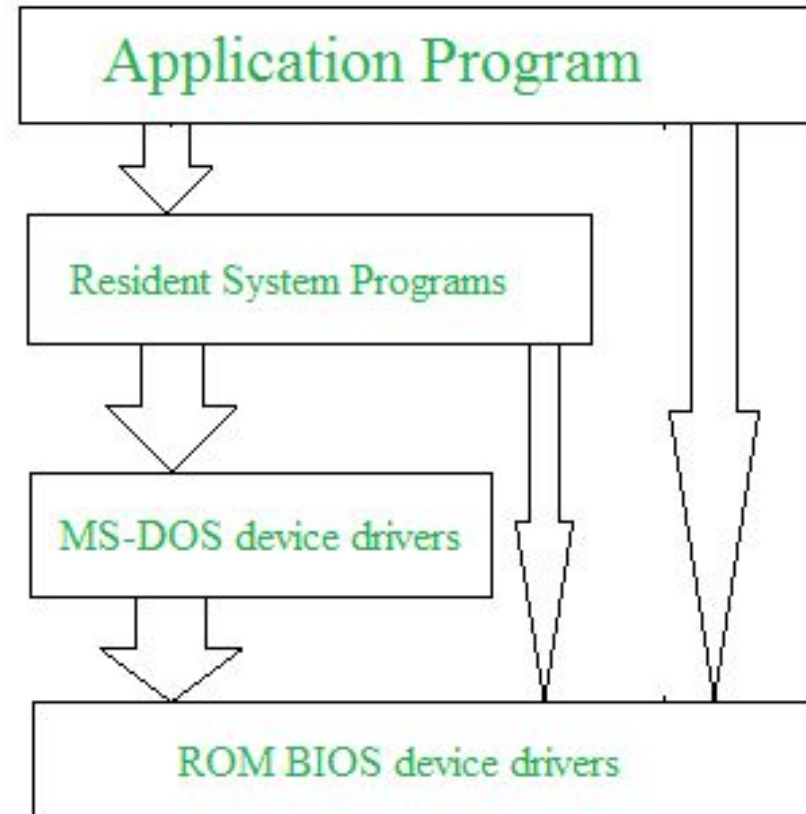 Application Program
Resident System Programs
MS-DOS device drivers
ROM BIOS device drivers